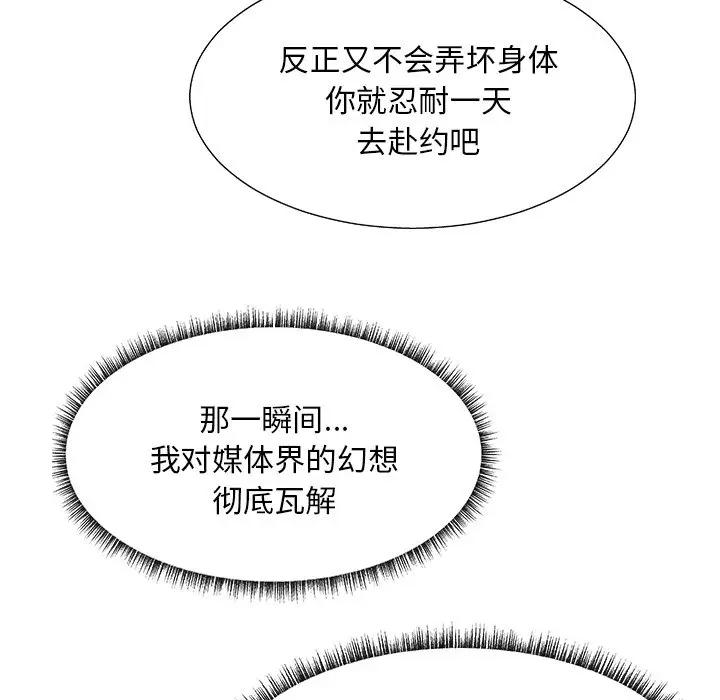 反正又不会弄坏身体
你就忍耐一天
去赴约吧
那一瞬间...
我对媒体界的幻想
彻底瓦解